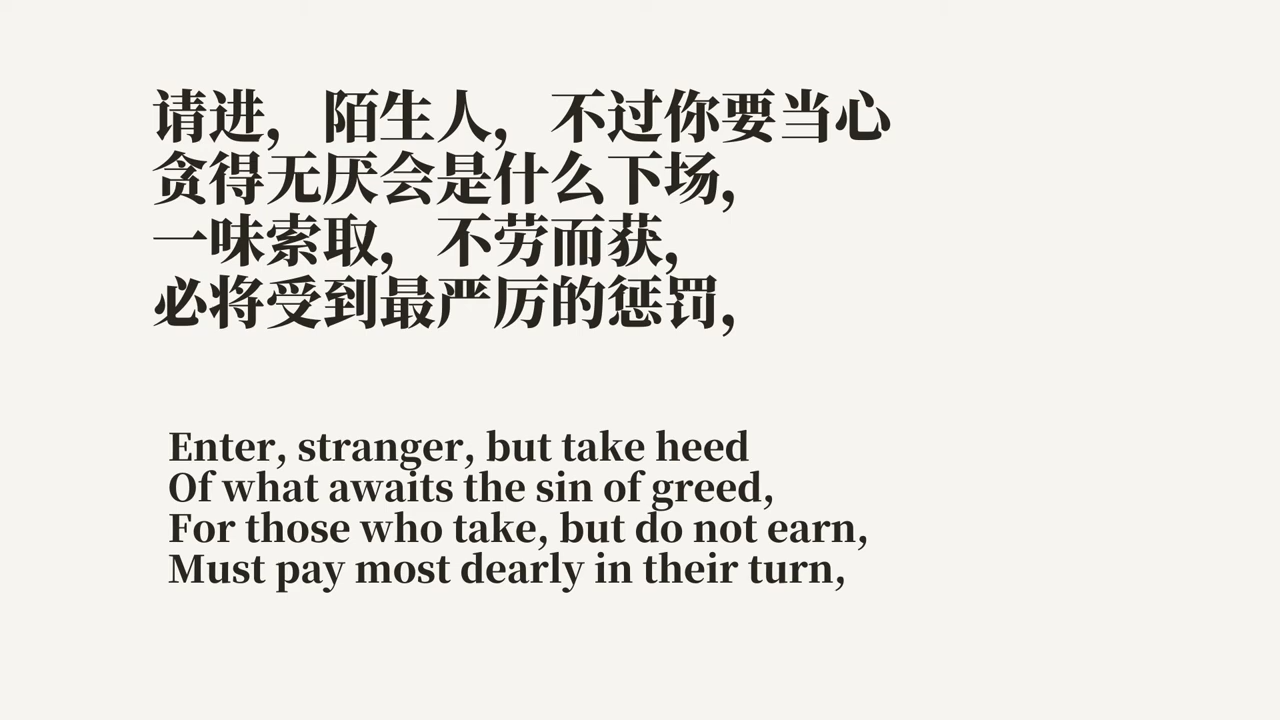 请进，陌生人，不过你要当心
贪得无厌会是什么下场，
一味索取，不劳而获，
必将受到最严厉的惩罚，
Enter, stranger, but take heed
Of what awaits the sin of greed,
For those who take, but do not earn,
Must pay most dearly in their turn,